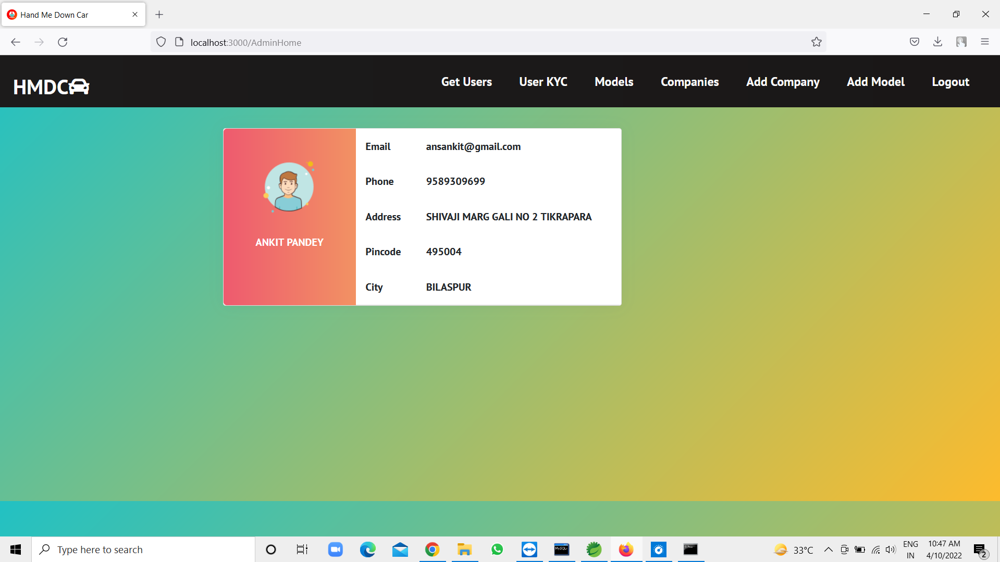 Hand Me Down Car
localhost:3000/AdminHome
HMDC
Get Users User KYC Models Companies Add Company Add Model Logout
ANKIT PANDEY
Email ansankit@gmail.com
Phone 9589309699
Address SHIVAJI MARG GALI NO 2 TIKRAPARA
Pincode 495004
City BILASPUR
Type here to search
MySQL
33°C
ENG
IN
10:47 AM
4/10/2022
2